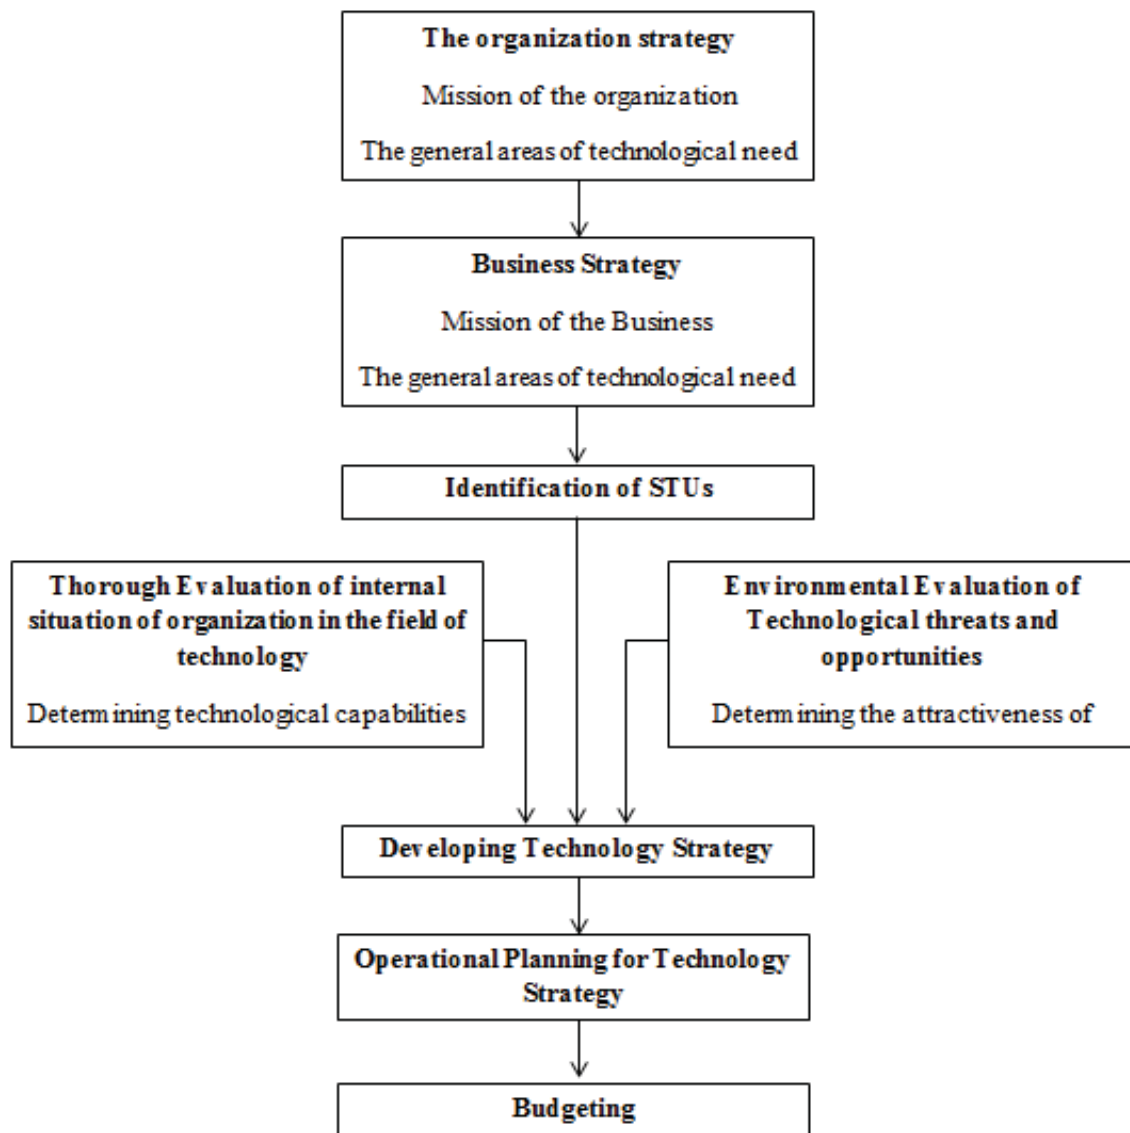 The organization strategy
Mission of the organization
The general areas of technological need
Business Strategy
Mission of the Business
The general areas of technological need
Identification of STUs
Thorough Evaluation of internal
situation of organization in the field of
technology
Determining technological capabilities
Environmental Evaluation of
Technological threats and
opportunities
Determining the attractiveness of
Developing Technology Strategy
Operational Planning for Technology
Strategy
Budgeting